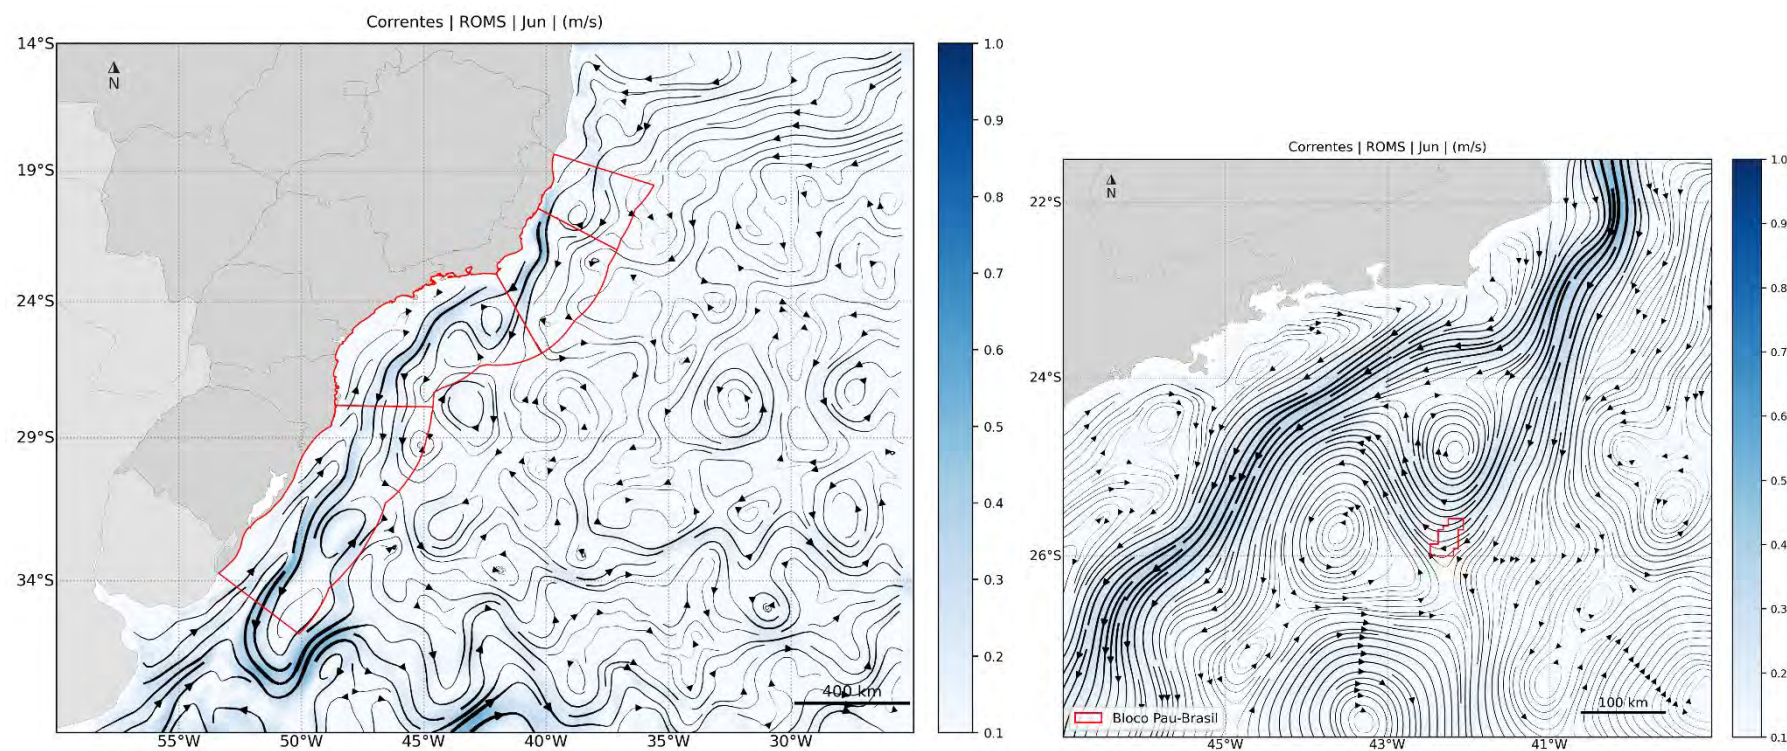 Correntes | ROMS | Jun | (m/s)
14°S
19°S
24°S
29°S
34°S
N
400 km
55°W
50°W
45°W
40°W
35°W
30°W
1.0
0.9
0.8
0.7
0.6
0.5
0.4
0.3
0.2
0.1
Correntes | ROMS | Jun | (m/s)
22°S
24°S
26°S
N
Bloco Pau-Brasil
100 km
45°W
43°W
41°W
1.0
0.9
0.8
0.7
0.6
0.5
0.4
0.3
0.2
0.1